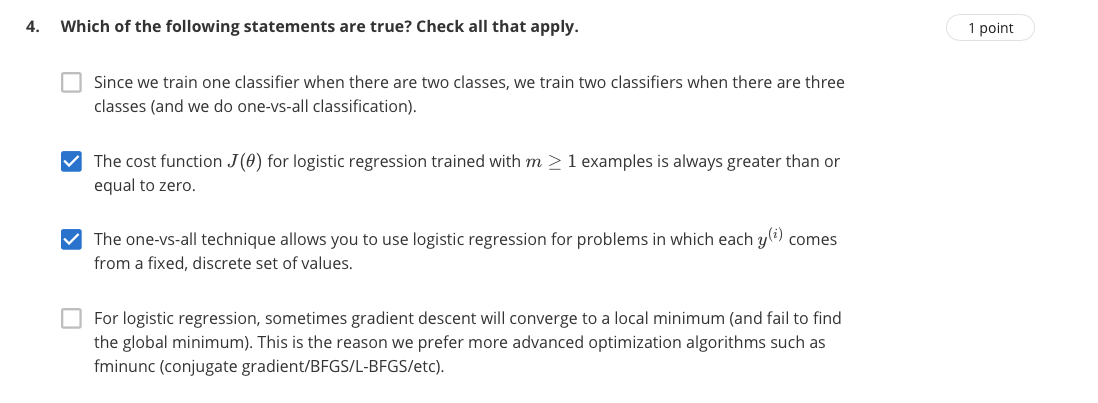 4. Which of the following statements are true? Check all that apply.
1 point
Since we train one classifier when there are two classes, we train two classifiers when there are three
classes (and we do one-vs-all classification).
The cost function J(θ) for logistic regression trained with m ≥ 1 examples is always greater than or
equal to zero.
The one-vs-all technique allows you to use logistic regression for problems in which each y^(i) comes
from a fixed, discrete set of values.
For logistic regression, sometimes gradient descent will converge to a local minimum (and fail to find
the global minimum). This is the reason we prefer more advanced optimization algorithms such as
fminunc (conjugate gradient/BFGS/L-BFGS/etc).